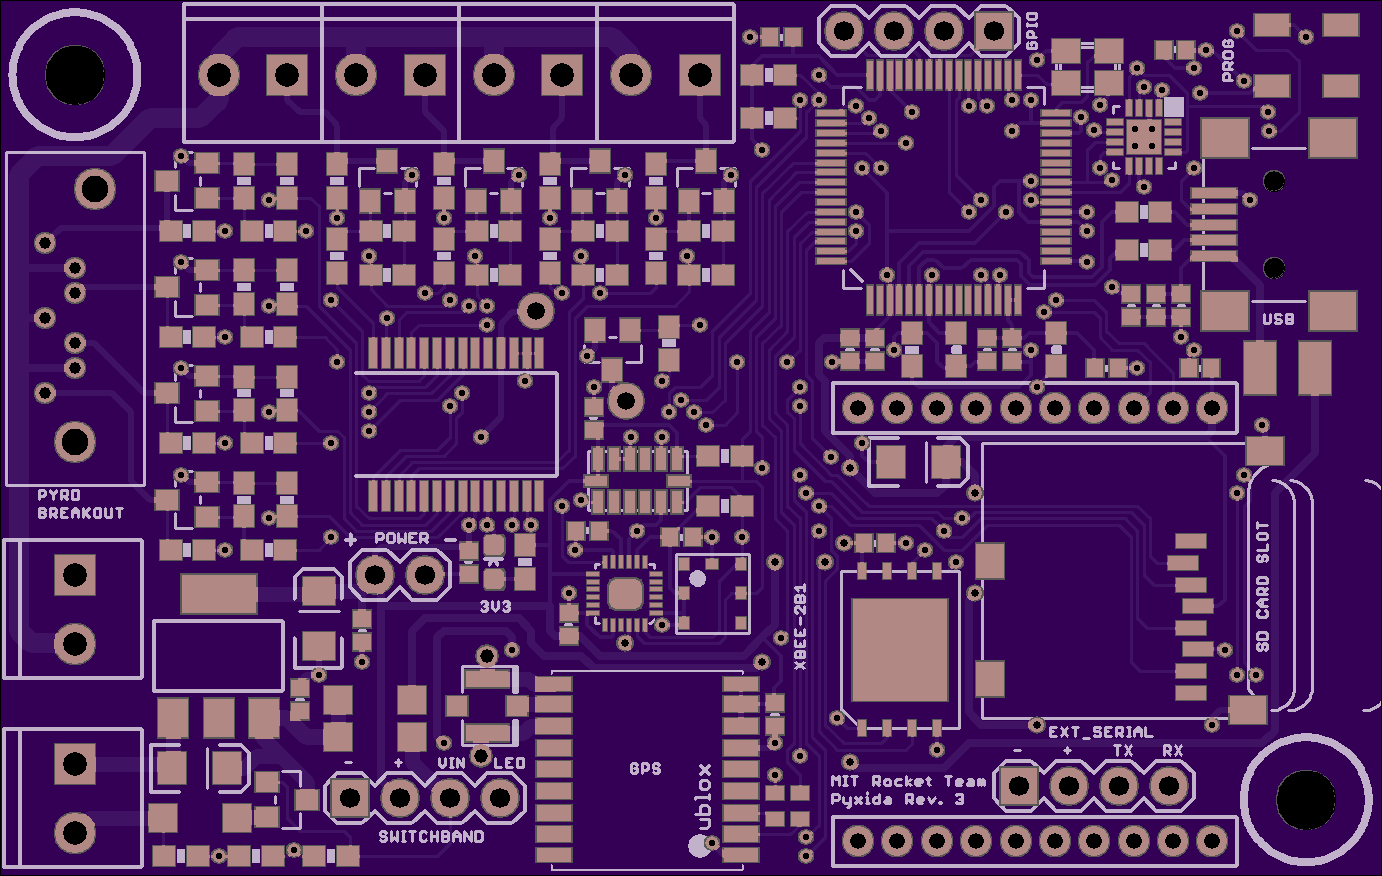 GPIO
PROG
USB
PYRO
BREAKOUT
+ POWER -
3V3
XBEE-2B1
SD CARD SLOT
EXT_SERIAL
- + TX RX
- + VIN LED
GPS
ublox
MIT Rocket Team
Pyxida Rev. 3
SWITCHBAND